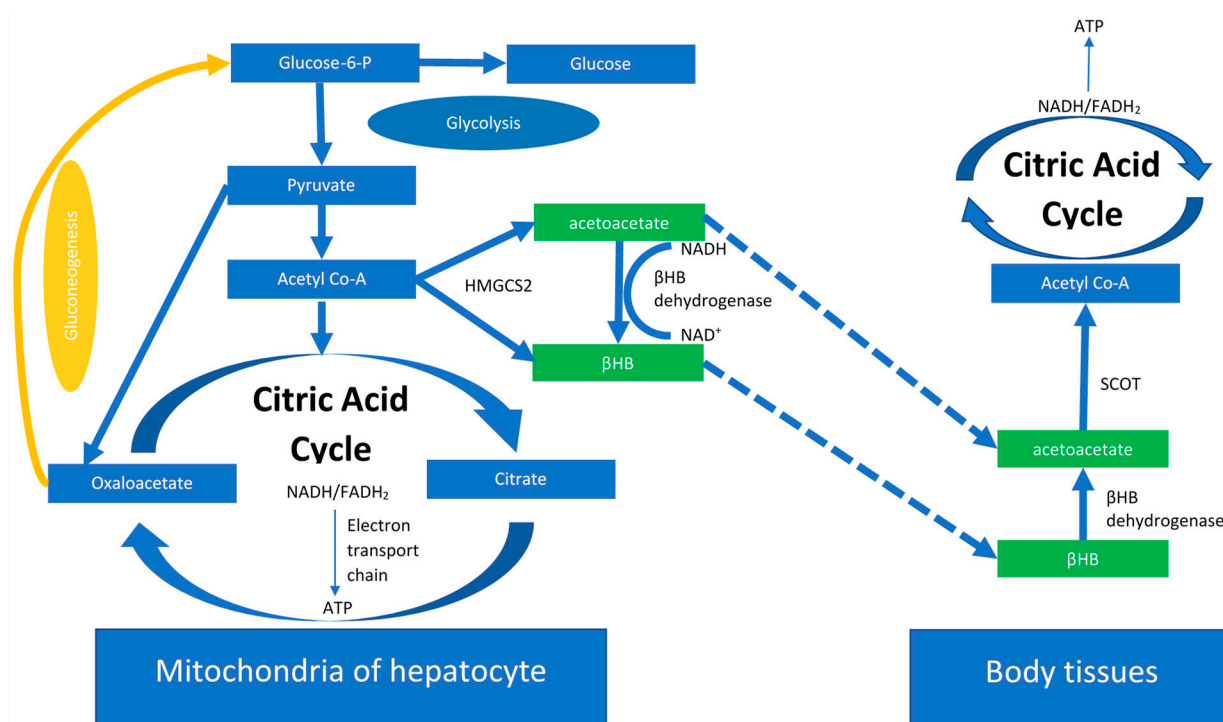 Glucose-6-P
Glucose
Glycolysis
Pyruvate
Gluconeogenesis
Acetyl Co-A
HMGCS2
acetoacetate
NADH
βHB
dehydrogenase
NAD⁺
βHB
Citric Acid
Cycle
Oxaloacetate
Citrate
NADH/FADH₂
Electron
transport
chain
ATP
Mitochondria of hepatocyte
ATP
NADH/FADH₂
Citric Acid
Cycle
Acetyl Co-A
SCOT
acetoacetate
βHB
dehydrogenase
βHB
Body tissues